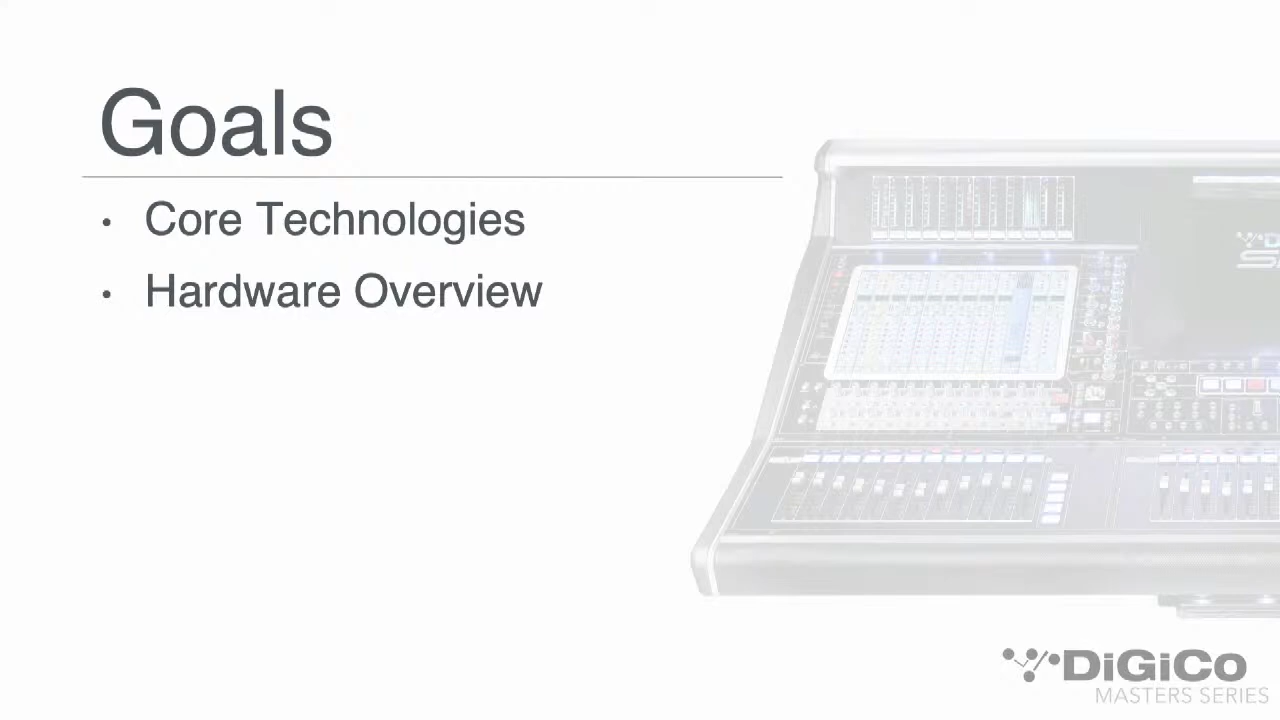 Goals
• Core Technologies
• Hardware Overview
DiGiCo
MASTERS SERIES